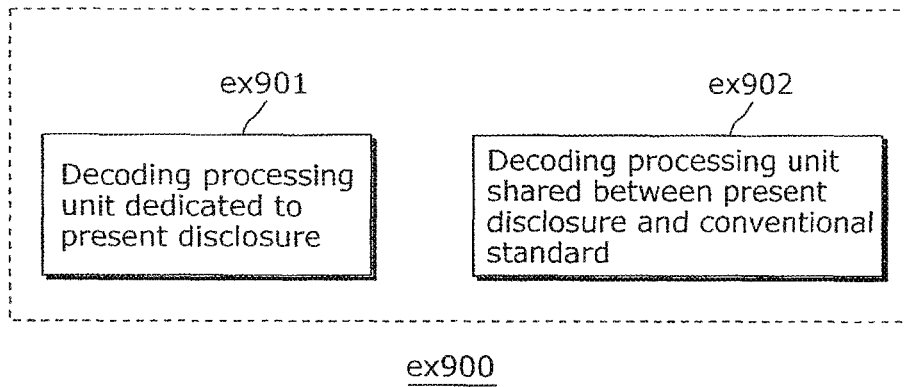 ex901
ex902
Decoding processing
unit dedicated to
present disclosure
Decoding processing unit
shared between present
disclosure and conventional
standard
ex900